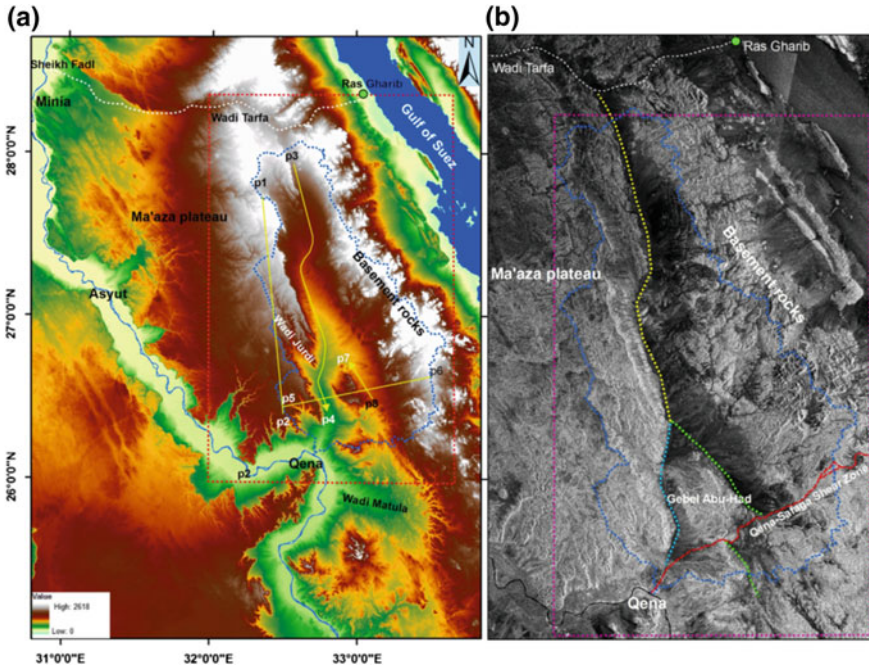 (a)
N
Sheikh Fadl
Minia
Ras Gharib
Wadi Tarfa
Gulf of Suez
28°0'0"N
p3
p1
Ma'aza plateau
Basement rocks
Asyut
27°0'0"N
Wadi Jurdi
p7
p6
p5
p8
p2
p4
Qena
p2
26°0'0"N
Wadi Matula
Value
High: 2618
Low: 0
31°0'0"E
32°0'0"E
33°0'0"E
(b)
Ras Gharib
Wadi Tarfa
Basement rocks
Ma'aza plateau
Gebel Abu-Had
Qena-Safaga Shear Zone
Qena